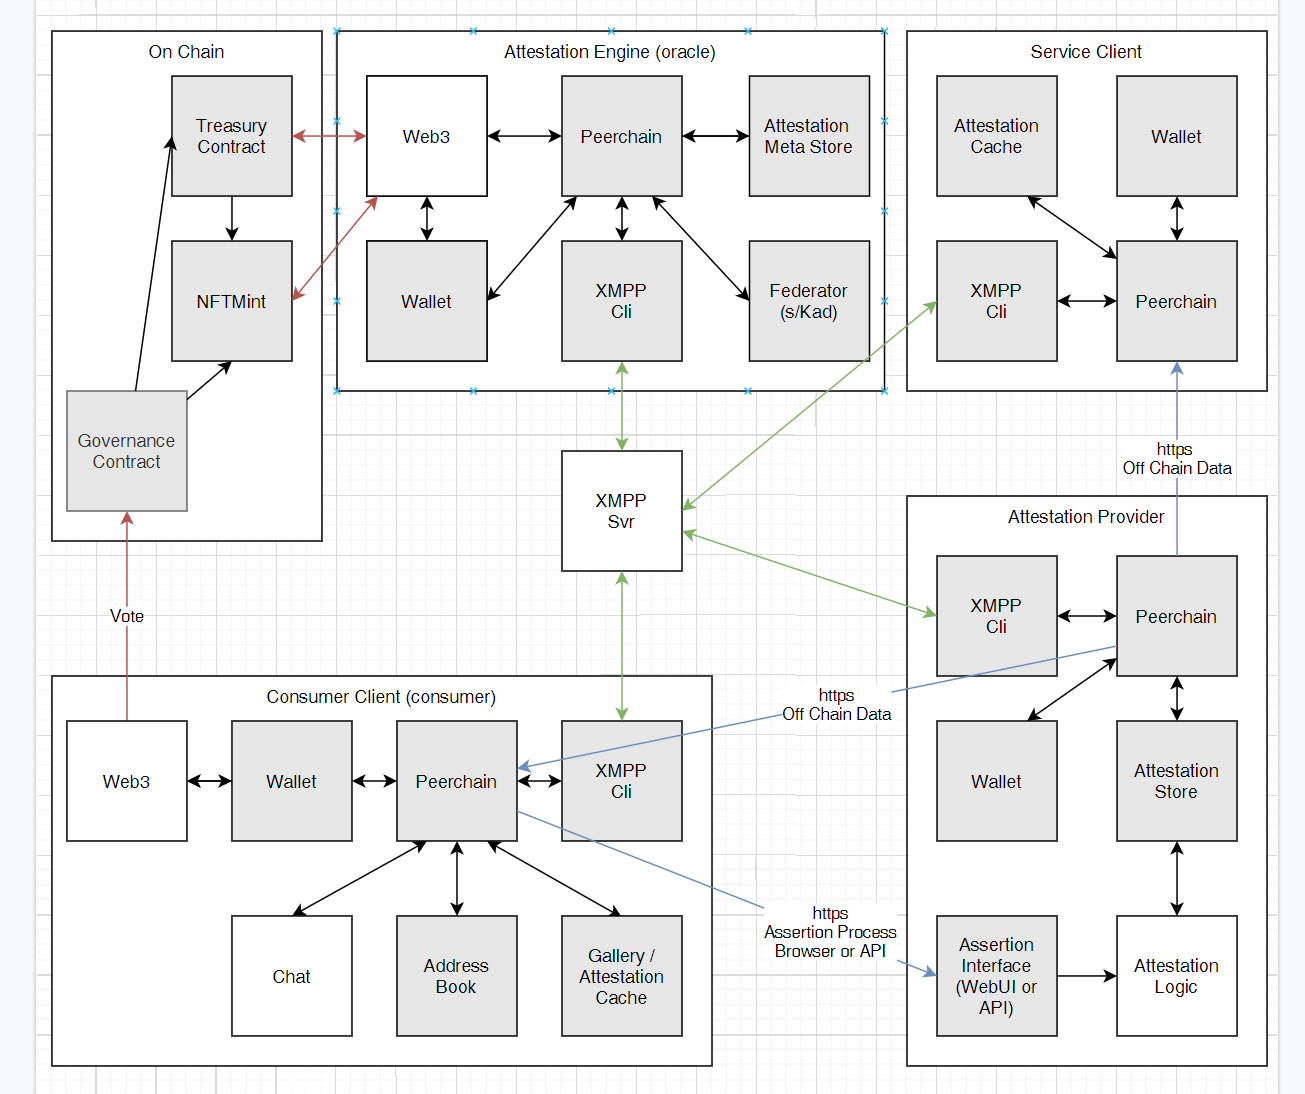 On Chain
Treasury
Contract
NFTMint
Governance
Contract
Vote
Attestation Engine (oracle)
Web3
Peerchain
Attestation
Meta Store
Wallet
XMPP
Cli
Federator
(s/Kad)
Service Client
Attestation
Cache
Wallet
XMPP
Cli
Peerchain
https
Off Chain Data
XMPP
Svr
Attestation Provider
XMPP
Cli
Peerchain
Wallet
Attestation
Store
Assertion
Interface
(WebUI or
API)
Attestation
Logic
https
Off Chain Data
https
Assertion Process
Browser or API
Consumer Client (consumer)
Web3
Wallet
Peerchain
XMPP
Cli
Chat
Address
Book
Gallery /
Attestation
Cache